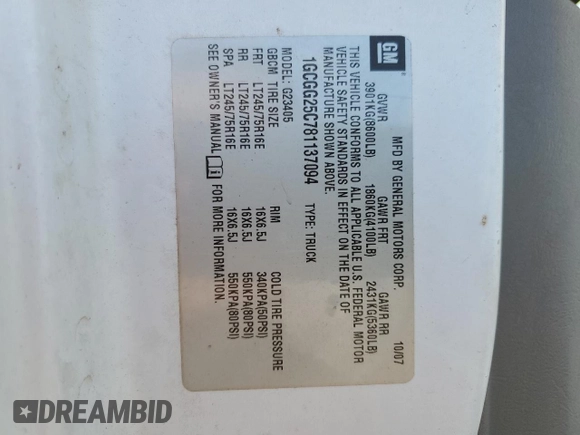 GM
MFD BY GENERAL MOTORS CORP. 10/07
GVWR GAWR FRT GAWR RR
3901KG(8600LB) 1860KG(4100LB) 2431KG(5360LB)
THIS VEHICLE CONFORMS TO ALL APPLICABLE U.S. FEDERAL MOTOR
VEHICLE SAFETY STANDARDS IN EFFECT ON THE DATE OF
MANUFACTURE SHOWN ABOVE.
1GCGG25C781137094 TYPE: TRUCK
MODEL: G23405
GBCM TIRE SIZE RIM COLD TIRE PRESSURE
FRT LT245/75R16E 16X6.5J 340KPA(50PSI)
RR LT245/75R16E 16X6.5J 550KPA(80PSI)
SPA LT245/75R16E 16X6.5J 550KPA(80PSI)
SEE OWNER'S MANUAL i FOR MORE INFORMATION.
DREAMBID